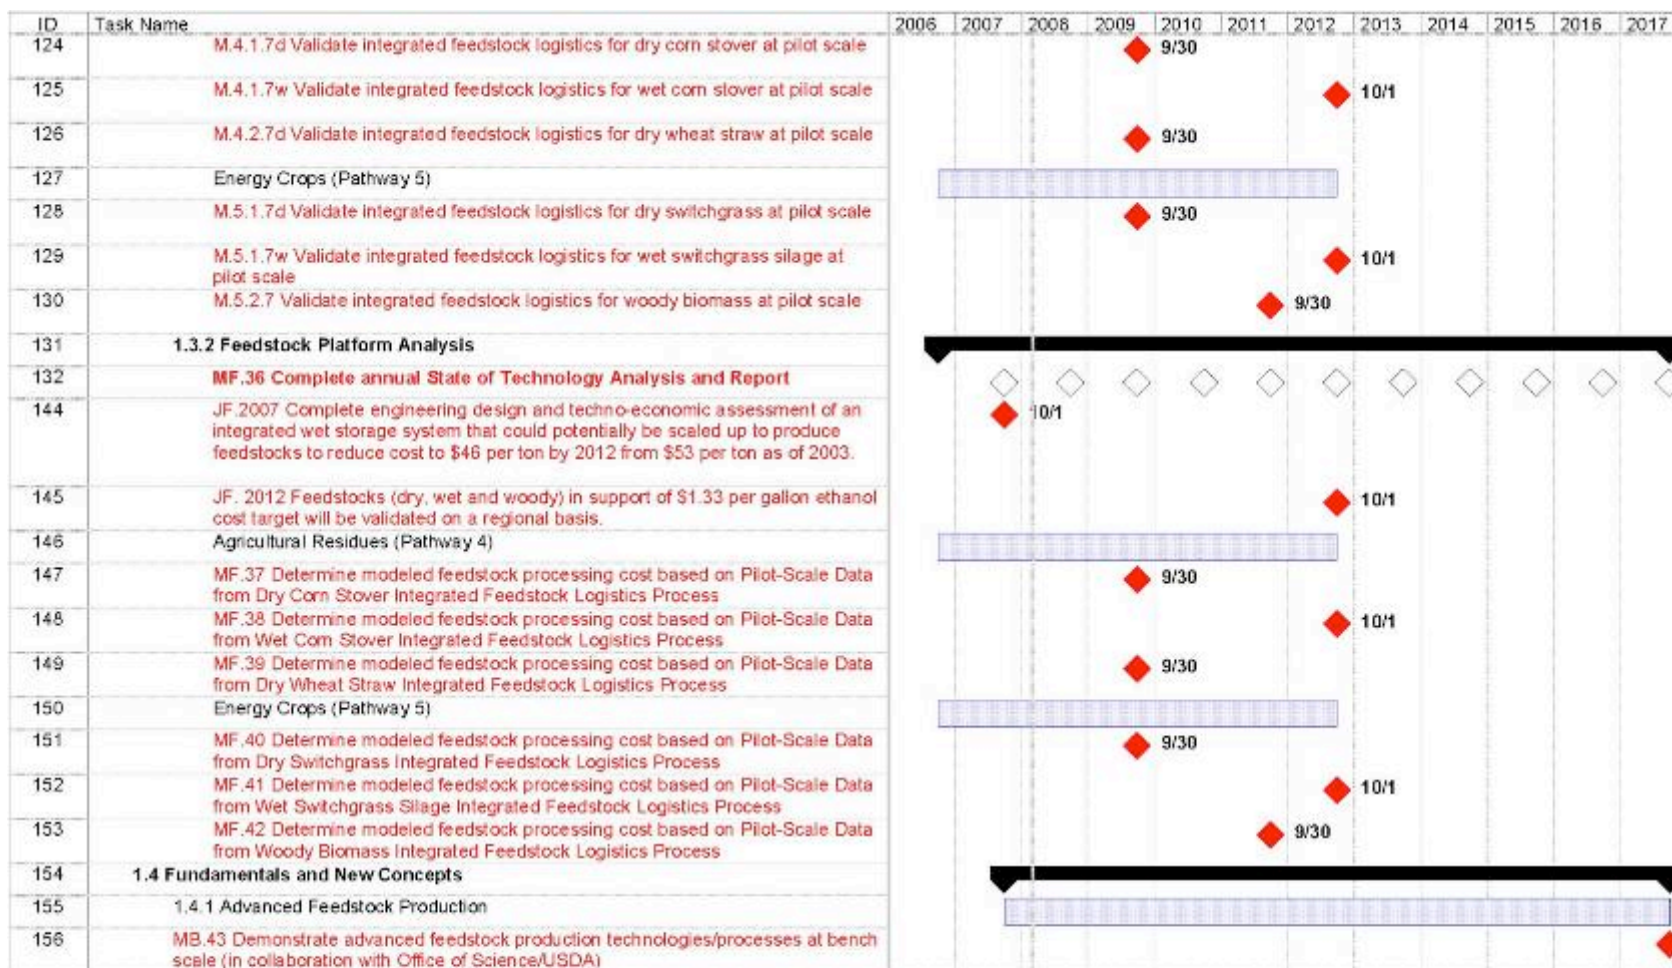 ID Task Name 2006 2007 2008 2009 2010 2011 2012 2013 2014 2015 2016 2017
124 M.4.1.7d Validate integrated feedstock logistics for dry corn stover at pilot scale 9/30
125 M.4.1.7w Validate integrated feedstock logistics for wet corn stover at pilot scale 10/1
126 M.4.2.7d Validate integrated feedstock logistics for dry wheat straw at pilot scale 9/30
127 Energy Crops (Pathway 5)
128 M.5.1.7d Validate integrated feedstock logistics for dry switchgrass at pilot scale 9/30
129 M.5.1.7w Validate integrated feedstock logistics for wet switchgrass silage at 10/1
pilot scale
130 M.5.2.7 Validate integrated feedstock logistics for woody biomass at pilot scale 9/30
131 1.3.2 Feedstock Platform Analysis
132 MF.36 Complete annual State of Technology Analysis and Report
144 JF.2007 Complete engineering design and techno-economic assessment of an 10/1
integrated wet storage system that could potentially be scaled up to produce
feedstocks to reduce cost to $46 per ton by 2012 from $53 per ton as of 2003.
145 JF. 2012 Feedstocks (dry, wet and woody) in support of $1.33 per gallon ethanol 10/1
cost target will be validated on a regional basis.
146 Agricultural Residues (Pathway 4)
147 MF.37 Determine modeled feedstock processing cost based on Pilot-Scale Data 9/30
from Dry Corn Stover Integrated Feedstock Logistics Process
148 MF.38 Determine modeled feedstock processing cost based on Pilot-Scale Data 10/1
from Wet Corn Stover Integrated Feedstock Logistics Process
149 MF.39 Determine modeled feedstock processing cost based on Pilot-Scale Data 9/30
from Dry Wheat Straw Integrated Feedstock Logistics Process
150 Energy Crops (Pathway 5)
151 MF.40 Determine modeled feedstock processing cost based on Pilot-Scale Data 9/30
from Dry Switchgrass Integrated Feedstock Logistics Process
152 MF.41 Determine modeled feedstock processing cost based on Pilot-Scale Data 10/1
from Wet Switchgrass Silage Integrated Feedstock Logistics Process
153 MF.42 Determine modeled feedstock processing cost based on Pilot-Scale Data 9/30
from Woody Biomass Integrated Feedstock Logistics Process
154 1.4 Fundamentals and New Concepts
155 1.4.1 Advanced Feedstock Production
156 MB.43 Demonstrate advanced feedstock production technologies/processes at bench
scale (in collaboration with Office of Science/USDA)